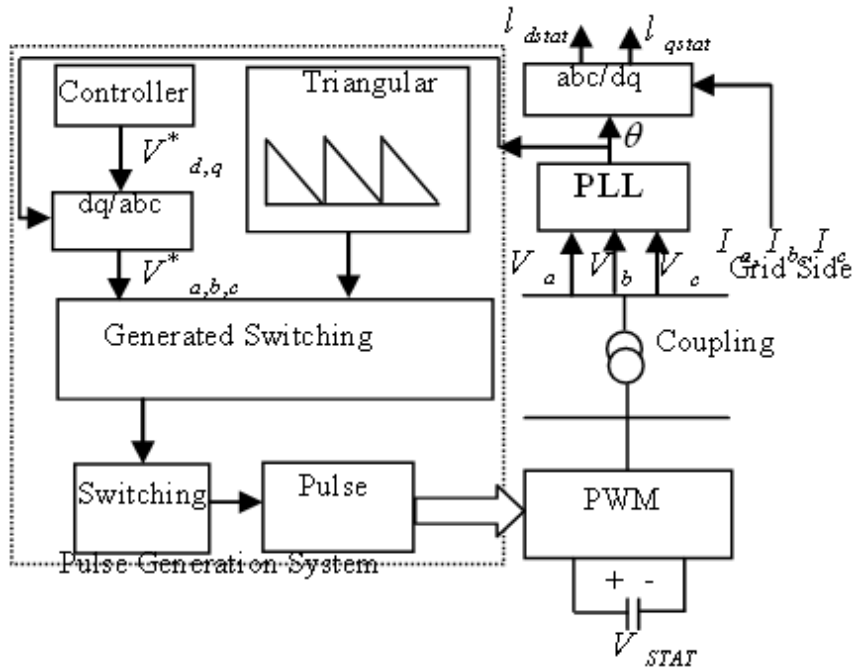 l dstat
l qstat
Controller
Triangular
abc/dq
V* d,q
θ
dq/abc
PLL
V* a,b,c
V a
V b
V c
I a, I b, I c
Grid Side
Generated Switching
Coupling
Switching
Pulse
PWM
Pulse Generation System
+ -
V STAT